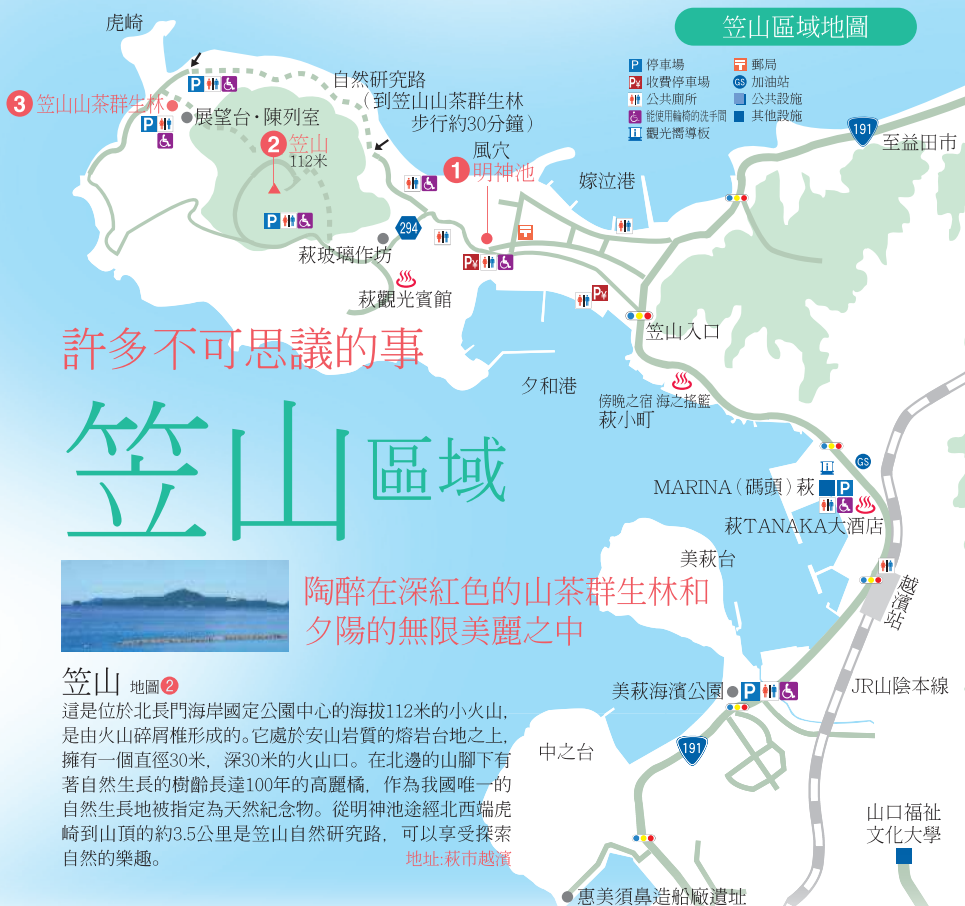 笠山區域地圖
停車場
收費停車場
公共廁所
能使用輪椅的洗手間
觀光嚮導板
郵局
GS 加油站
公共設施
其他設施
虎崎
3 笠山山茶群生林
展望台・陳列室
自然研究路
（到笠山山茶群生林
步行約30分鐘）
2 笠山
112米
風穴
1 明神池
嫁泣港
191
至益田市
294
萩玻璃作坊
萩觀光賓館
笠山入口
夕和港
傍晩之宿 海之搖籃
萩小町
GS
MARINA（碼頭）萩
萩TANAKA大酒店
美萩台
越濱站
美萩海濱公園
JR山陰本線
191
中之台
山口福祉
文化大學
惠美須鼻造船廠遺址
許多不可思議的事
笠山區域
陶醉在深紅色的山茶群生林和
夕陽的無限美麗之中
笠山 地圖2
這是位於北長門海岸國定公園中心的海拔112米的小火山，
是由火山碎屑椎形成的。它處於安山岩質的熔岩台地之上，
擁有一個直徑30米，深30米的火山口。在北邊的山腳下有
著自然生長的樹齡長達100年的高麗橘，作為我國唯一的
自然生長地被指定為天然紀念物。從明神池途經北西端虎
崎到山頂的約3.5公里是笠山自然研究路，可以享受探索
自然的樂趣。
地址:萩市越濱